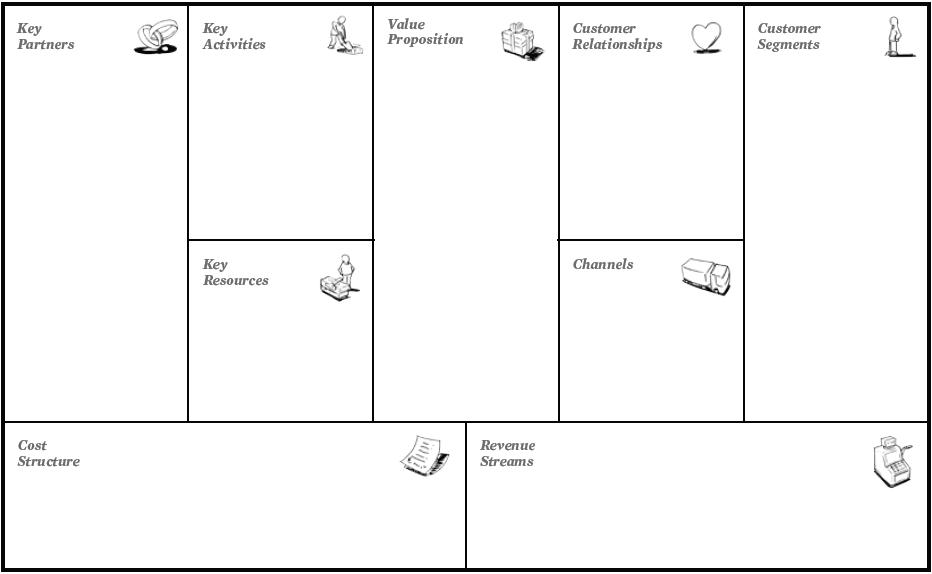 Key
Partners
Key
Activities
Value
Proposition
Customer
Relationships
Customer
Segments
Key
Resources
Channels
Cost
Structure
Revenue
Streams